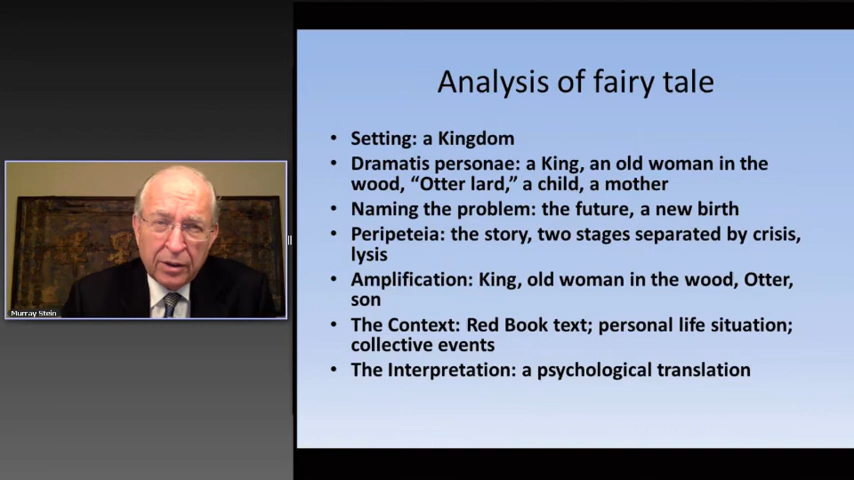 Analysis of fairy tale
• Setting: a Kingdom
• Dramatis personae: a King, an old woman in the
wood, “Otter lard,” a child, a mother
• Naming the problem: the future, a new birth
• Peripeteia: the story, two stages separated by crisis,
lysis
• Amplification: King, old woman in the wood, Otter,
son
• The Context: Red Book text; personal life situation;
collective events
• The Interpretation: a psychological translation
Murray Stein